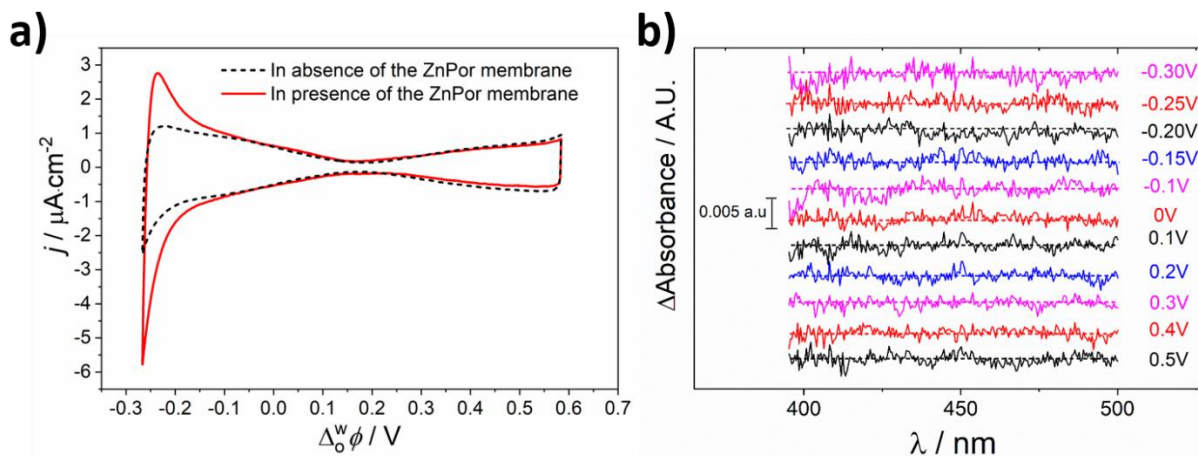 a)
In absence of the ZnPor membrane
In presence of the ZnPor membrane
j / μA·cm⁻²
3
2
1
0
-1
-2
-3
-4
-5
-6
-0.3 -0.2 -0.1 0.0 0.1 0.2 0.3 0.4 0.5 0.6 0.7
Δ₀ʷϕ / V
b)
ΔAbsorbance / A.U.
0.005 a.u
-0.30V
-0.25V
-0.20V
-0.15V
-0.1V
0V
0.1V
0.2V
0.3V
0.4V
0.5V
400 450 500
λ / nm